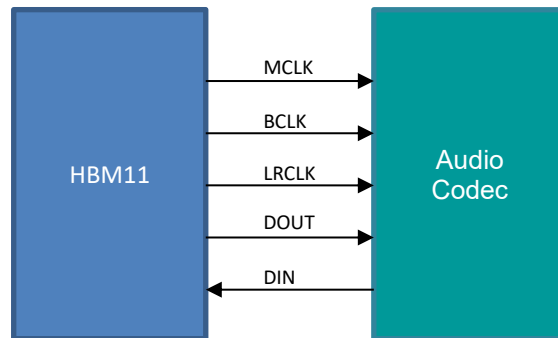 MCLK
BCLK
HBM11
LRCLK
Audio
Codec
DOUT
DIN